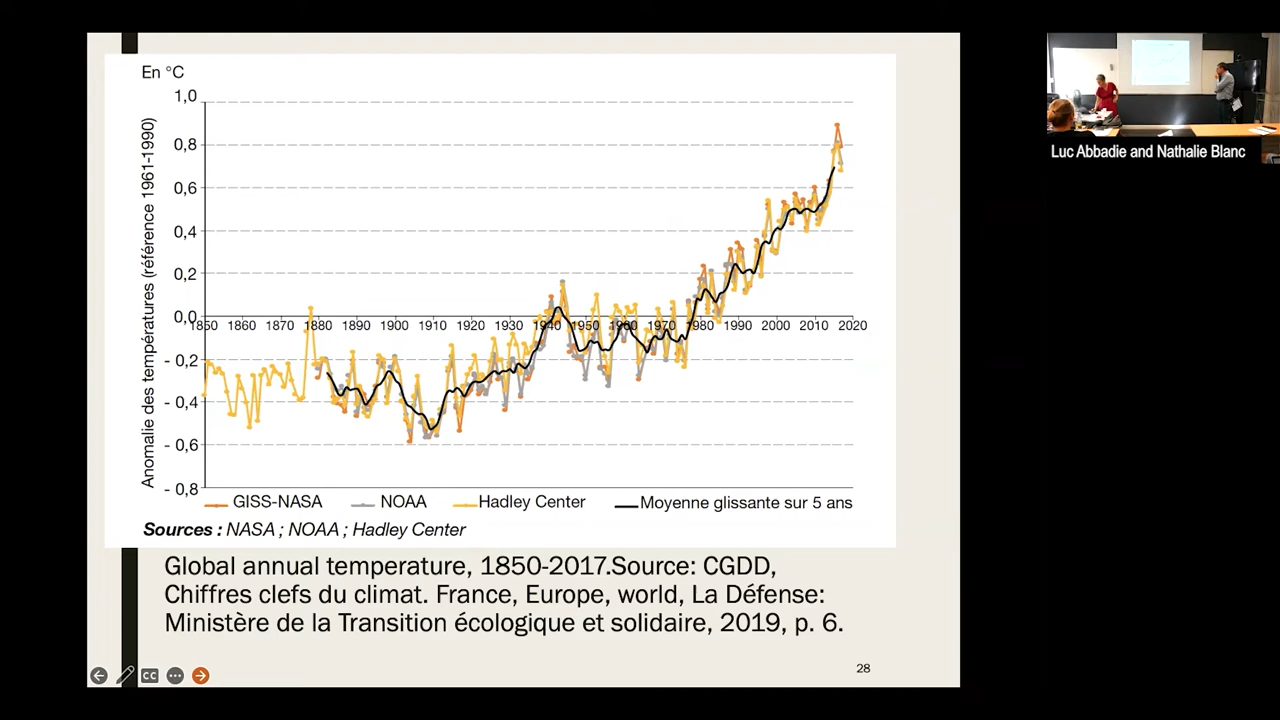 En °C
1,0
0,8
0,6
0,4
0,2
0,0
- 0,2
- 0,4
- 0,6
- 0,8
Anomalie des températures (référence 1961-1990)
1850 1860 1870 1880 1890 1900 1910 1920 1930 1940 1950 1960 1970 1980 1990 2000 2010 2020
GISS-NASA NOAA Hadley Center Moyenne glissante sur 5 ans
Sources : NASA ; NOAA ; Hadley Center
Global annual temperature, 1850-2017.Source: CGDD,
Chiffres clefs du climat. France, Europe, world, La Défense:
Ministère de la Transition écologique et solidaire, 2019, p. 6.
CC
28
Luc Abbadie and Nathalie Blanc